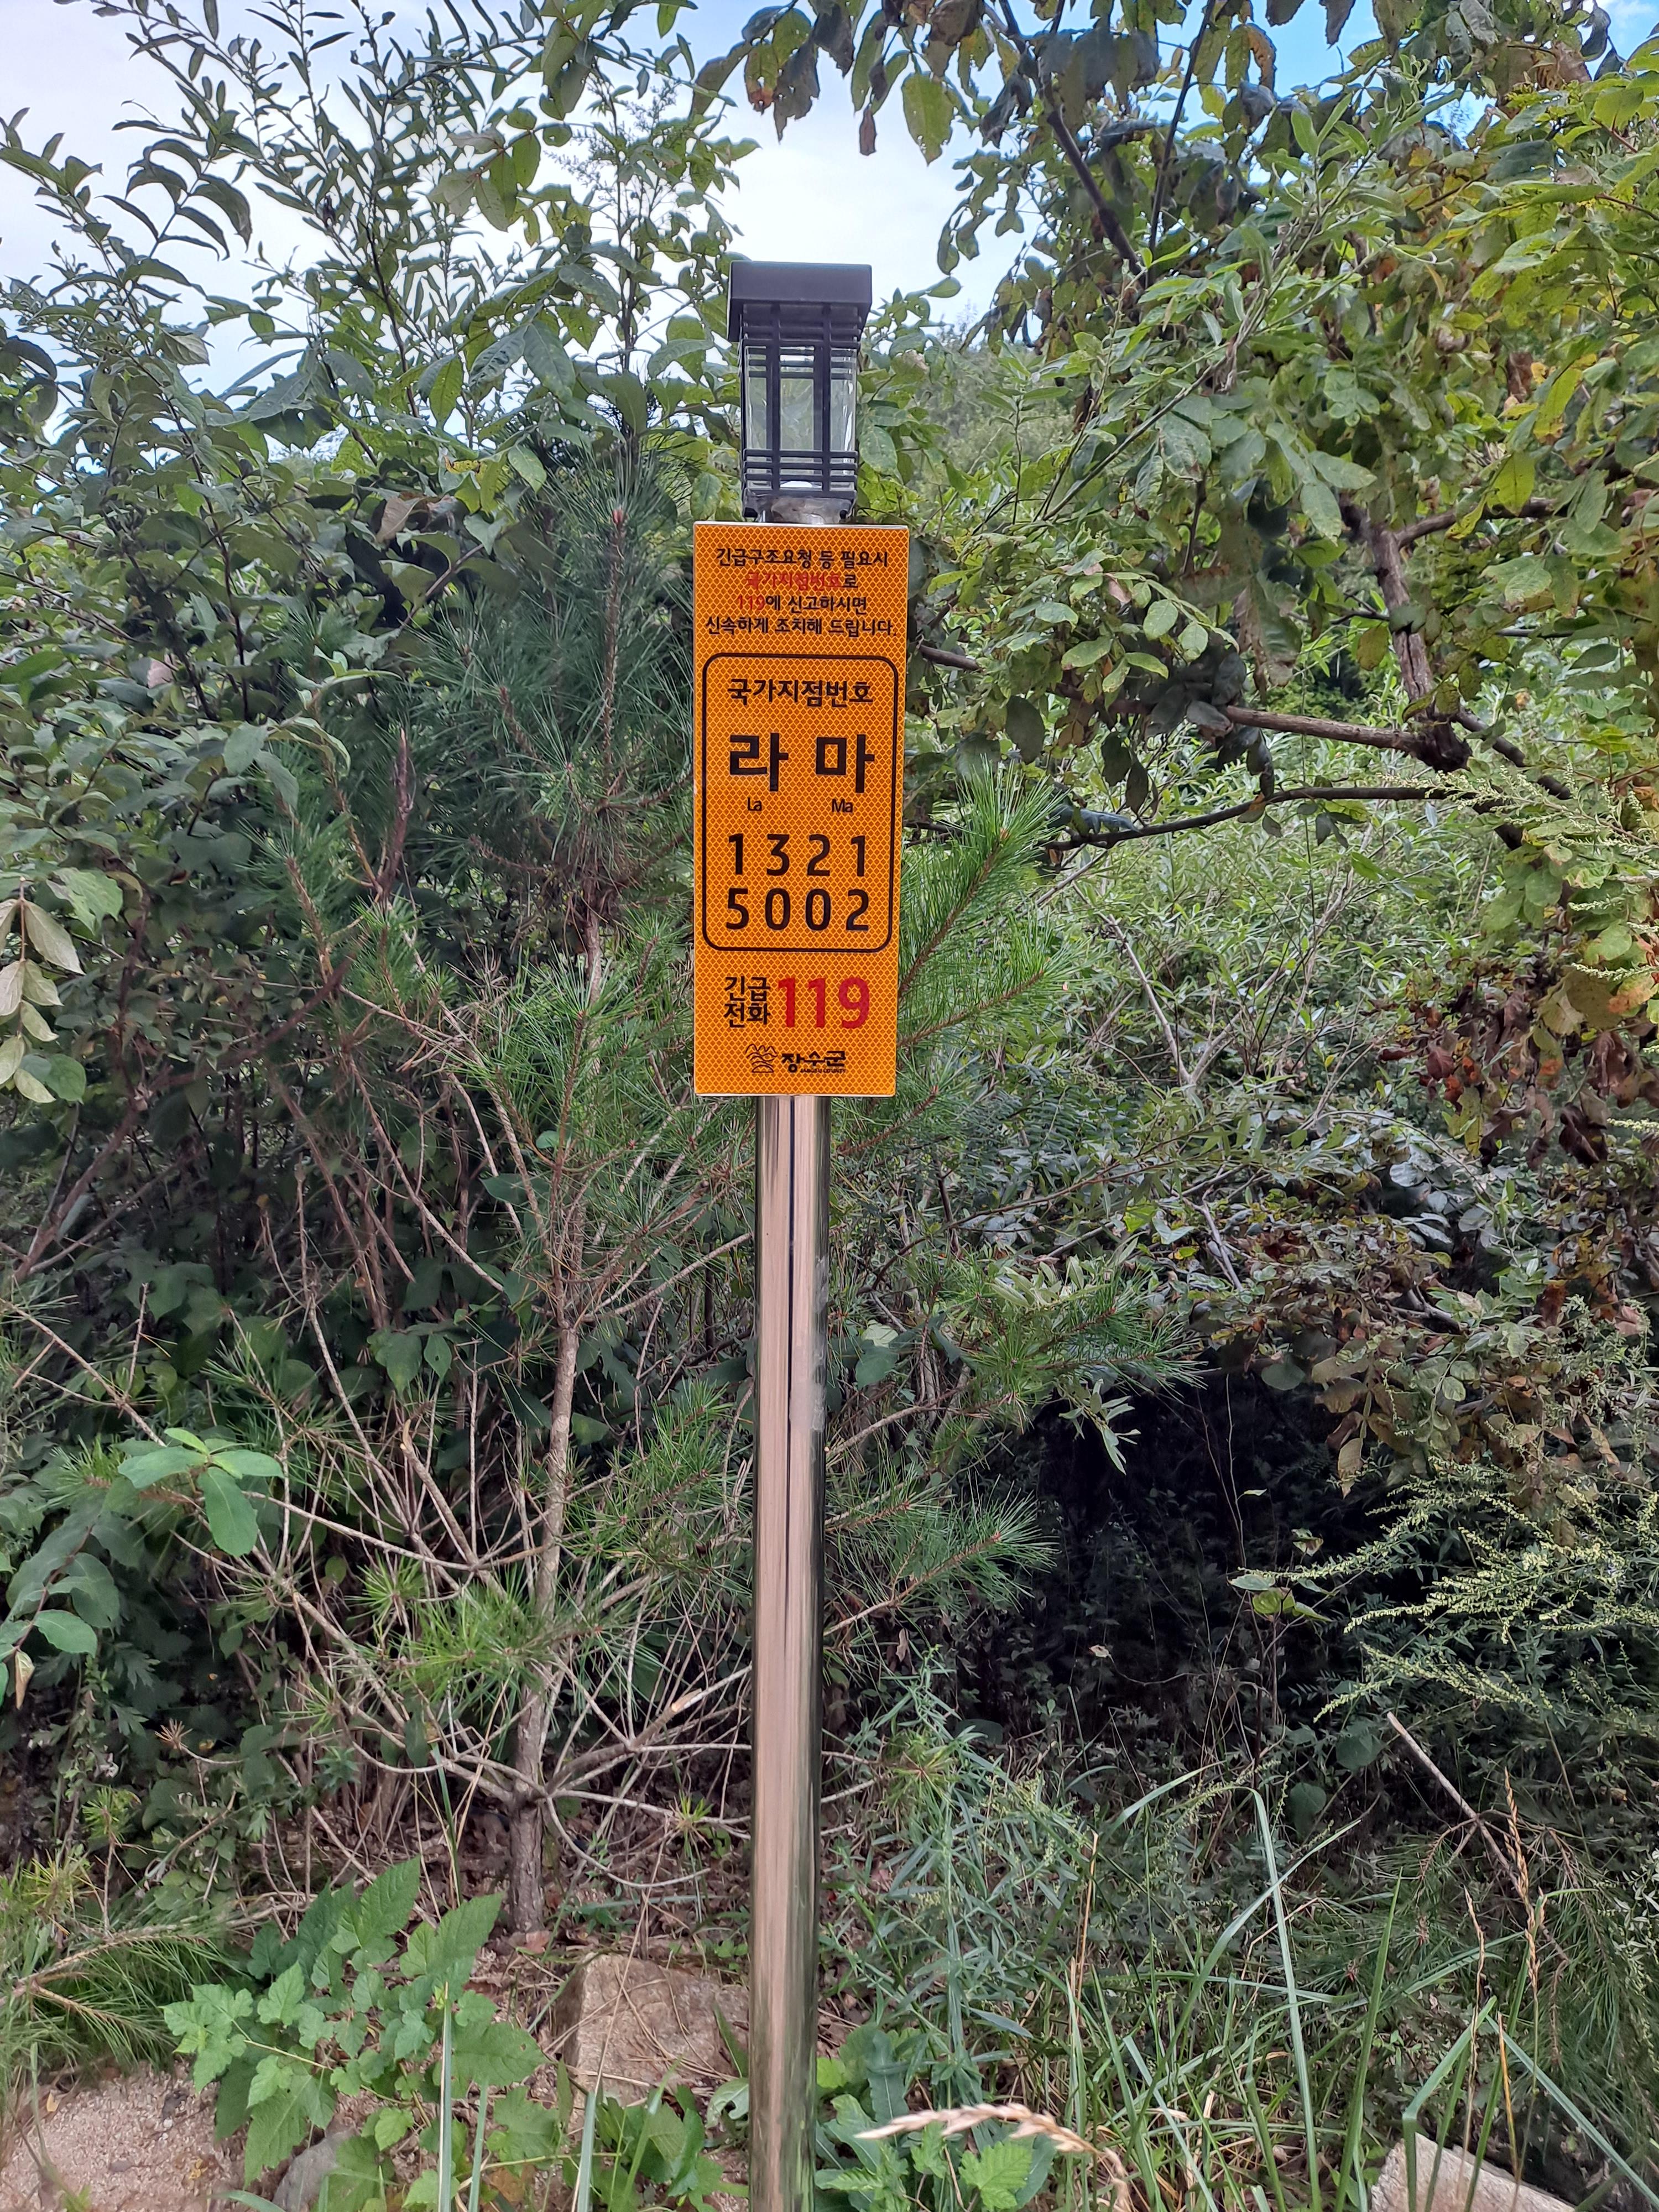 긴급구조요청 등 필요시
국가지점번호로
119에 신고하시면
신속하게 조치해 드립니다.
국가지점번호
라 마
La Ma
1321
5002
긴급
전화 119
장수군